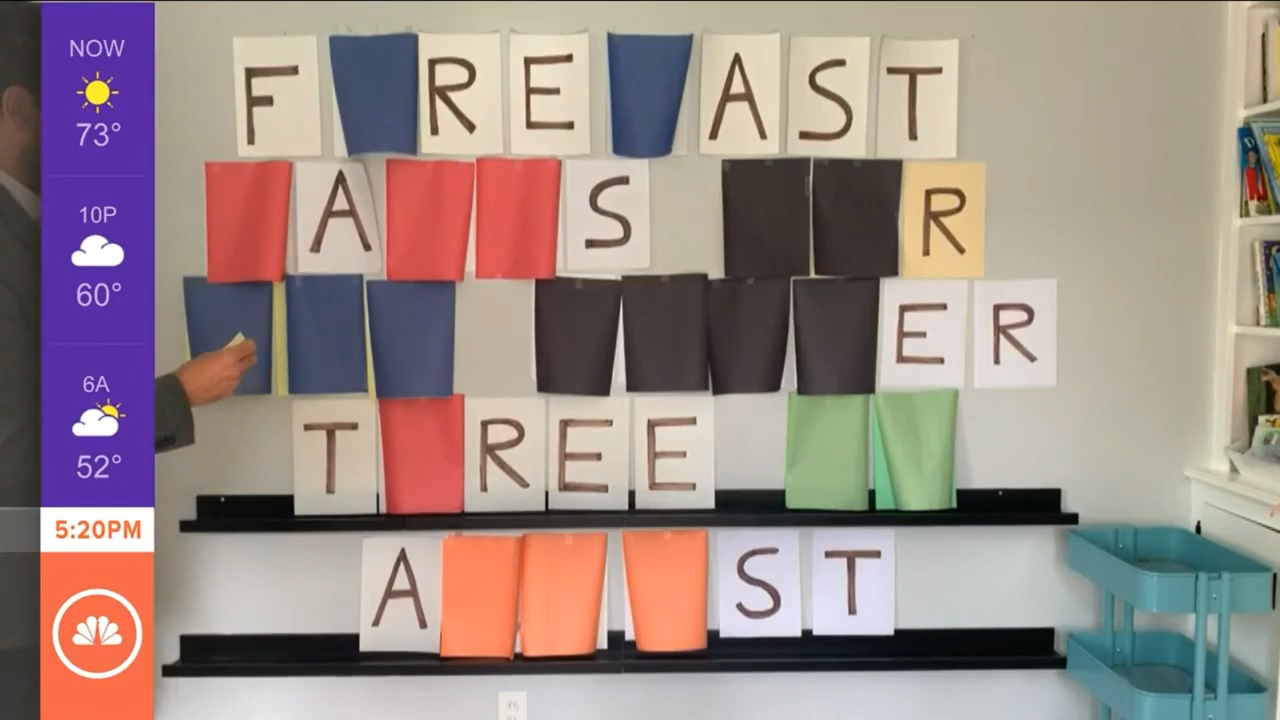 NOW
73°
10P
60°
6A
52°
5:20PM
F RE AST
A S R
ER
T REE
A ST